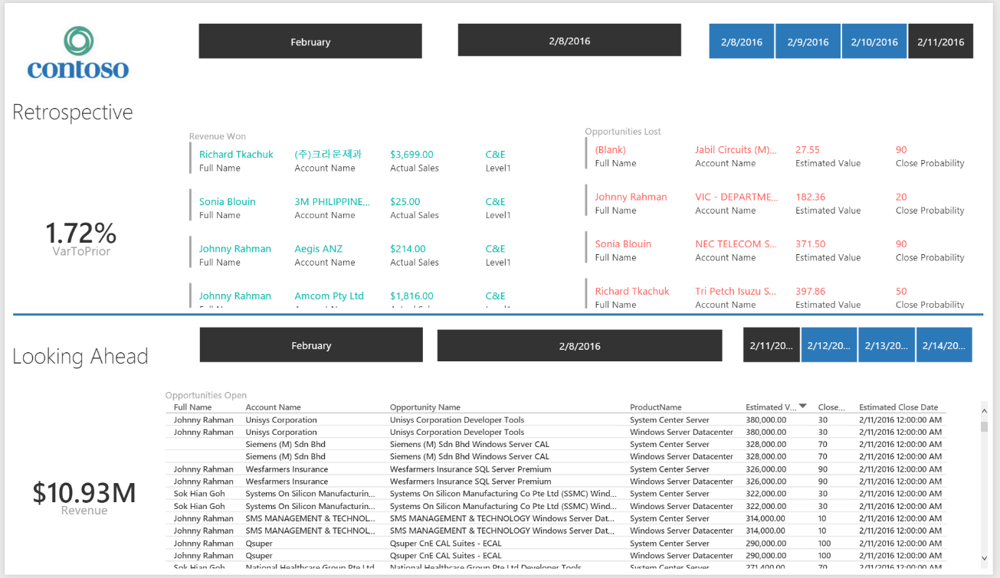 contoso
February
2/8/2016
2/8/2016 2/9/2016 2/10/2016 2/11/2016
Retrospective
Revenue Won
Richard Tkachuk (주)크라운제과 $3,699.00 C&E
Full Name Account Name Actual Sales Level1
Sonia Blouin 3M PHILIPPINE... $25.00 C&E
Full Name Account Name Actual Sales Level1
Johnny Rahman Aegis ANZ $214.00 C&E
Full Name Account Name Actual Sales Level1
Johnny Rahman Amcom Pty Ltd $1,816.00 C&E
Opportunities Lost
(Blank) Jabil Circuits (M)... 27.55 90
Full Name Account Name Estimated Value Close Probability
Johnny Rahman VIC - DEPARTME... 182.36 20
Full Name Account Name Estimated Value Close Probability
Sonia Blouin NEC TELECOM S... 371.50 90
Full Name Account Name Estimated Value Close Probability
Richard Tkachuk Tri Petch Isuzu S... 397.86 50
Full Name Account Name Estimated Value Close Probability
1.72%
VarToPrior
Looking Ahead
February
2/8/2016
2/11/20... 2/12/20... 2/13/20... 2/14/20...
Opportunities Open
Full Name Account Name Opportunity Name ProductName Estimated V... Close... Estimated Close Date
Johnny Rahman Unisys Corporation Unisys Corporation Developer Tools System Center Server 380,000.00 30 2/11/2016 12:00:00 AM
Johnny Rahman Unisys Corporation Unisys Corporation Developer Tools Windows Server Datacenter 380,000.00 30 2/11/2016 12:00:00 AM
Siemens (M) Sdn Bhd Siemens (M) Sdn Bhd Windows Server CAL System Center Server 328,000.00 70 2/11/2016 12:00:00 AM
Siemens (M) Sdn Bhd Siemens (M) Sdn Bhd Windows Server CAL Windows Server Datacenter 328,000.00 70 2/11/2016 12:00:00 AM
Johnny Rahman Wesfarmers Insurance Wesfarmers Insurance SQL Server Premium System Center Server 326,000.00 90 2/11/2016 12:00:00 AM
Johnny Rahman Wesfarmers Insurance Wesfarmers Insurance SQL Server Premium Windows Server Datacenter 326,000.00 90 2/11/2016 12:00:00 AM
Sok Hian Goh Systems On Silicon Manufacturin... Systems On Silicon Manufacturing Co Pte Ltd (SSMC) Wind... System Center Server 322,000.00 30 2/11/2016 12:00:00 AM
Sok Hian Goh Systems On Silicon Manufacturin... Systems On Silicon Manufacturing Co Pte Ltd (SSMC) Wind... Windows Server Datacenter 322,000.00 30 2/11/2016 12:00:00 AM
Johnny Rahman SMS MANAGEMENT & TECHNOL... SMS MANAGEMENT & TECHNOLOGY Windows Server Dat... System Center Server 314,000.00 10 2/11/2016 12:00:00 AM
Johnny Rahman SMS MANAGEMENT & TECHNOL... SMS MANAGEMENT & TECHNOLOGY Windows Server Dat... Windows Server Datacenter 314,000.00 10 2/11/2016 12:00:00 AM
Johnny Rahman Qsuper Qsuper CnE CAL Suites - ECAL System Center Server 290,000.00 100 2/11/2016 12:00:00 AM
Johnny Rahman Qsuper Qsuper CnE CAL Suites - ECAL Windows Server Datacenter 290,000.00 100 2/11/2016 12:00:00 AM
Sok Hian Goh National Healthcare Group Pte Ltd National Healthcare Group Pte Ltd Developer Tools System Center Server 271,400.00 70 2/11/2016 12:00:00 AM
$10.93M
Revenue